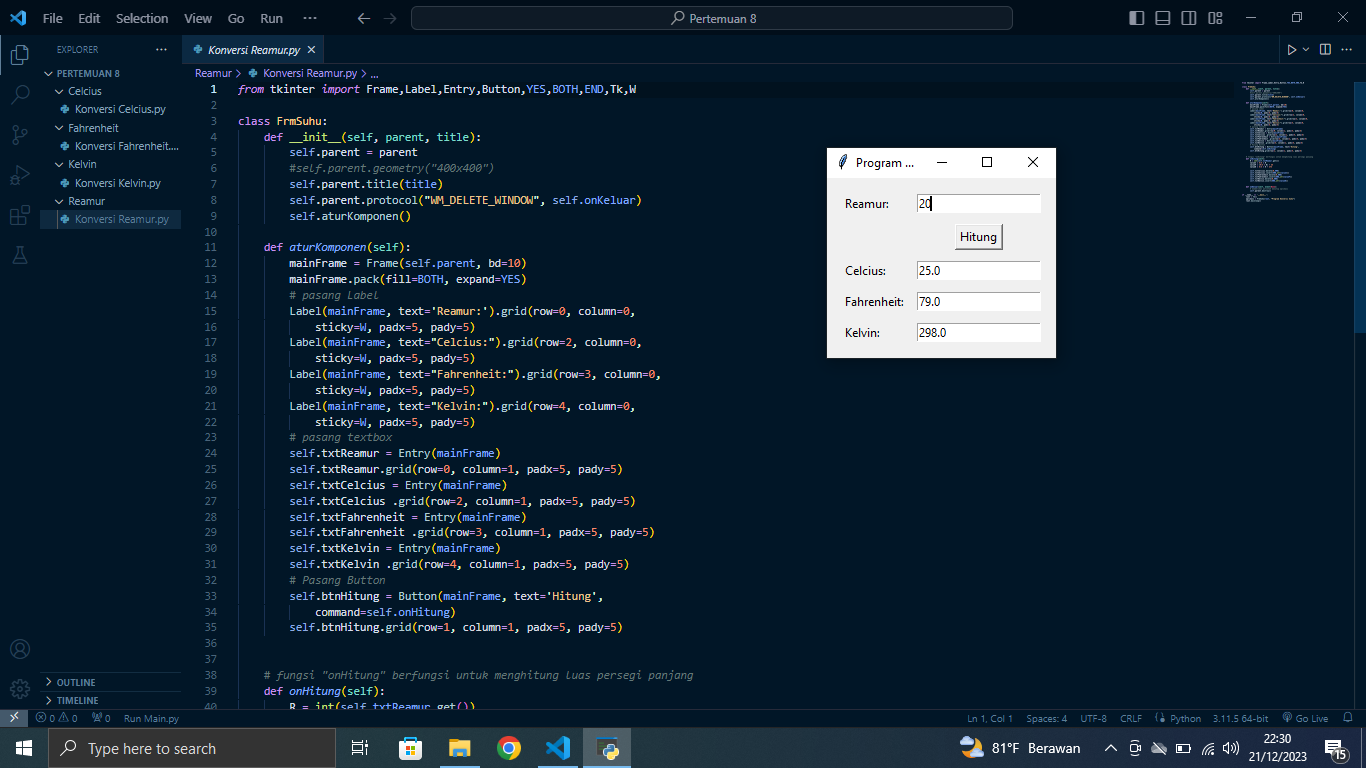 File Edit Selection View Go Run ··· Pertemuan 8
EXPLORER ···
PERTEMUAN 8
Celcius
Konversi Celcius.py
Fahrenheit
Konversi Fahrenheit....
Kelvin
Konversi Kelvin.py
Reamur
Konversi Reamur.py
OUTLINE
TIMELINE
Konversi Reamur.py
Reamur > Konversi Reamur.py > ...
1 from tkinter import Frame,Label,Entry,Button,YES,BOTH,END,Tk,W
2
3 class FrmSuhu:
4 def __init__(self, parent, title):
5 self.parent = parent
6 #self.parent.geometry("400x400")
7 self.parent.title(title)
8 self.parent.protocol("WM_DELETE_WINDOW", self.onKeluar)
9 self.aturKomponen()
10
11 def aturKomponen(self):
12 mainFrame = Frame(self.parent, bd=10)
13 mainFrame.pack(fill=BOTH, expand=YES)
14 # pasang Label
15 Label(mainFrame, text='Reamur:').grid(row=0, column=0,
16 sticky=W, padx=5, pady=5)
17 Label(mainFrame, text="Celcius:").grid(row=2, column=0,
18 sticky=W, padx=5, pady=5)
19 Label(mainFrame, text="Fahrenheit:").grid(row=3, column=0,
20 sticky=W, padx=5, pady=5)
21 Label(mainFrame, text="Kelvin:").grid(row=4, column=0,
22 sticky=W, padx=5, pady=5)
23 # pasang textbox
24 self.txtReamur = Entry(mainFrame)
25 self.txtReamur.grid(row=0, column=1, padx=5, pady=5)
26 self.txtCelcius = Entry(mainFrame)
27 self.txtCelcius .grid(row=2, column=1, padx=5, pady=5)
28 self.txtFahrenheit = Entry(mainFrame)
29 self.txtFahrenheit .grid(row=3, column=1, padx=5, pady=5)
30 self.txtKelvin = Entry(mainFrame)
31 self.txtKelvin .grid(row=4, column=1, padx=5, pady=5)
32 # Pasang Button
33 self.btnHitung = Button(mainFrame, text='Hitung',
34 command=self.onHitung)
35 self.btnHitung.grid(row=1, column=1, padx=5, pady=5)
36
37
38 # fungsi "onHitung" berfungsi untuk menghitung luas persegi panjang
39 def onHitung(self):
40 R = int(self.txtReamur.get())
Program ...
Reamur: 20
Hitung
Celcius: 25.0
Fahrenheit: 79.0
Kelvin: 298.0
0 0 0 Run Main.py Ln 1, Col 1 Spaces: 4 UTF-8 CRLF Python 3.11.5 64-bit Go Live
Type here to search 81°F Berawan 22:30
21/12/2023 15